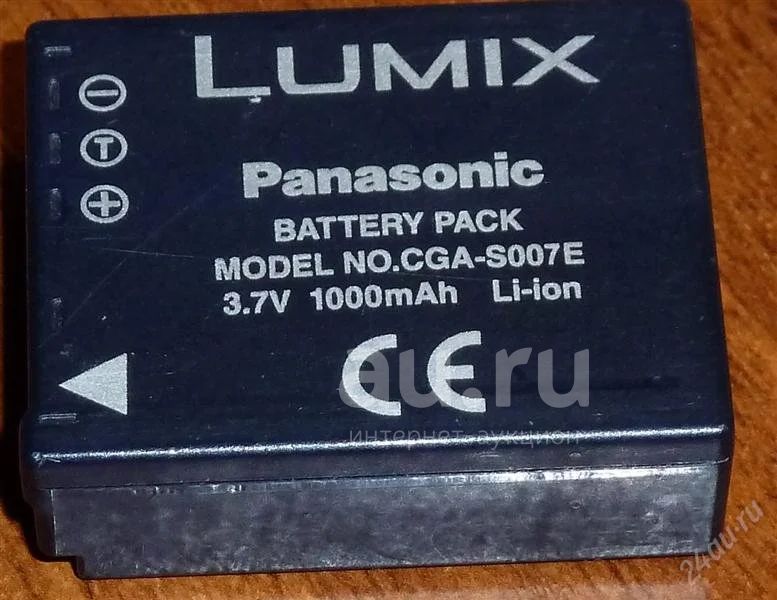 LUMIX
Panasonic
BATTERY PACK
MODEL NO.CGA-S007E
3.7V 1000mAh Li-ion
T
CE
au.ru
интернет-аукцион
24au.ru